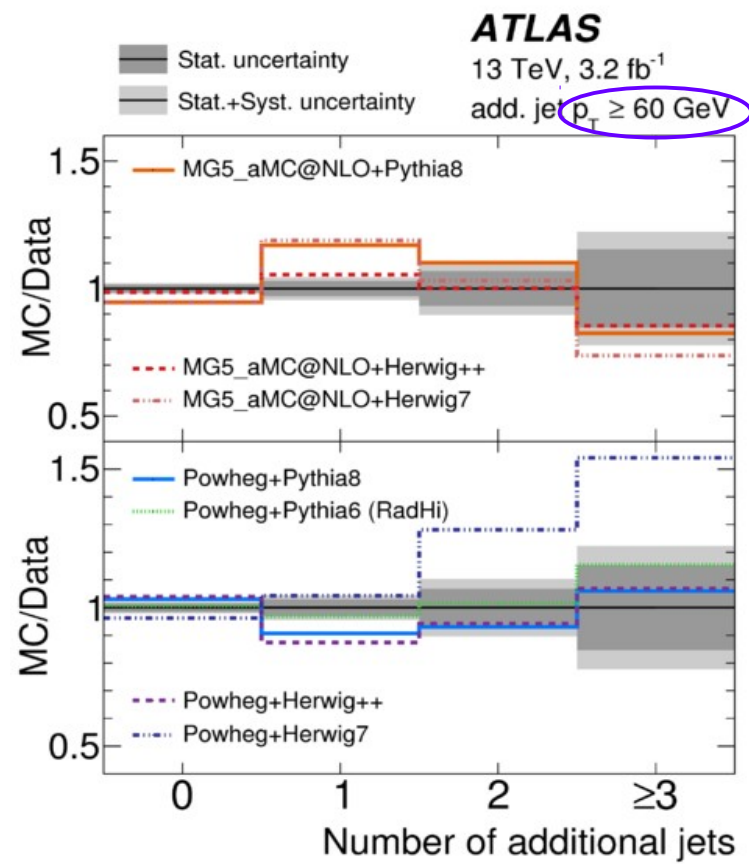 ATLAS
Stat. uncertainty
13 TeV, 3.2 fb⁻¹
Stat.+Syst. uncertainty
add. jet p_T ≥ 60 GeV
1.5
MG5_aMC@NLO+Pythia8
MC/Data
1
MG5_aMC@NLO+Herwig++
MG5_aMC@NLO+Herwig7
0.5
1.5
Powheg+Pythia8
Powheg+Pythia6 (RadHi)
MC/Data
1
Powheg+Herwig++
Powheg+Herwig7
0.5
0 1 2 ≥3
Number of additional jets